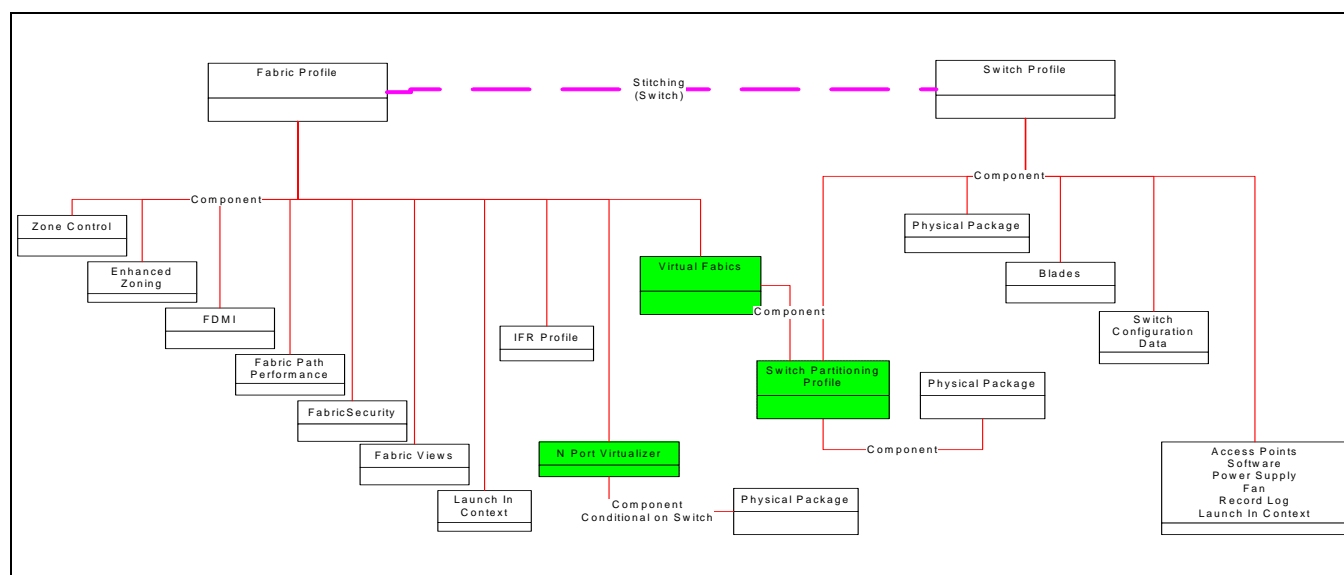 Fabric Profile
Switch Profile
Stitching
(Switch)
Component
Component
Zone Control
Physical Package
Enhanced
Zoning
Virtual Fabics
Blades
FDMI
Component
IFR Profile
Switch
Configuration
Data
Fabric Path
Performance
Switch Partitioning
Profile
Physical Package
FabricSecurity
Fabric Views
N Port Virtualizer
Component
Access Points
Software
Power Supply
Fan
Record Log
Launch In Context
Launch In
Context
Component
Conditional on Switch
Physical Package